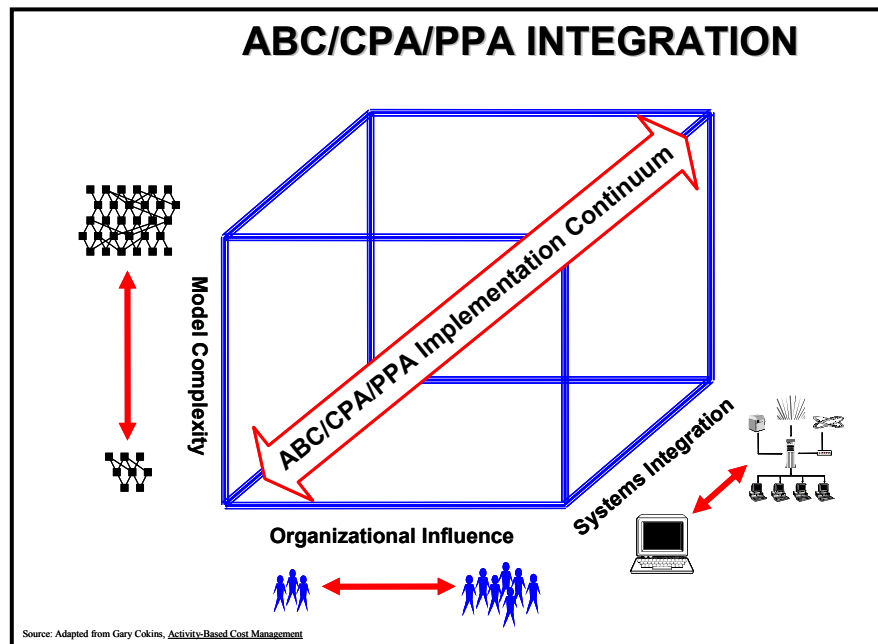 ABC/CPA/PPA INTEGRATION
ABC/CPA/PPA Implementation Continuum
Model Complexity
Systems Integration
Organizational Influence
Source: Adapted from Gary Cokins, Activity-Based Cost Management